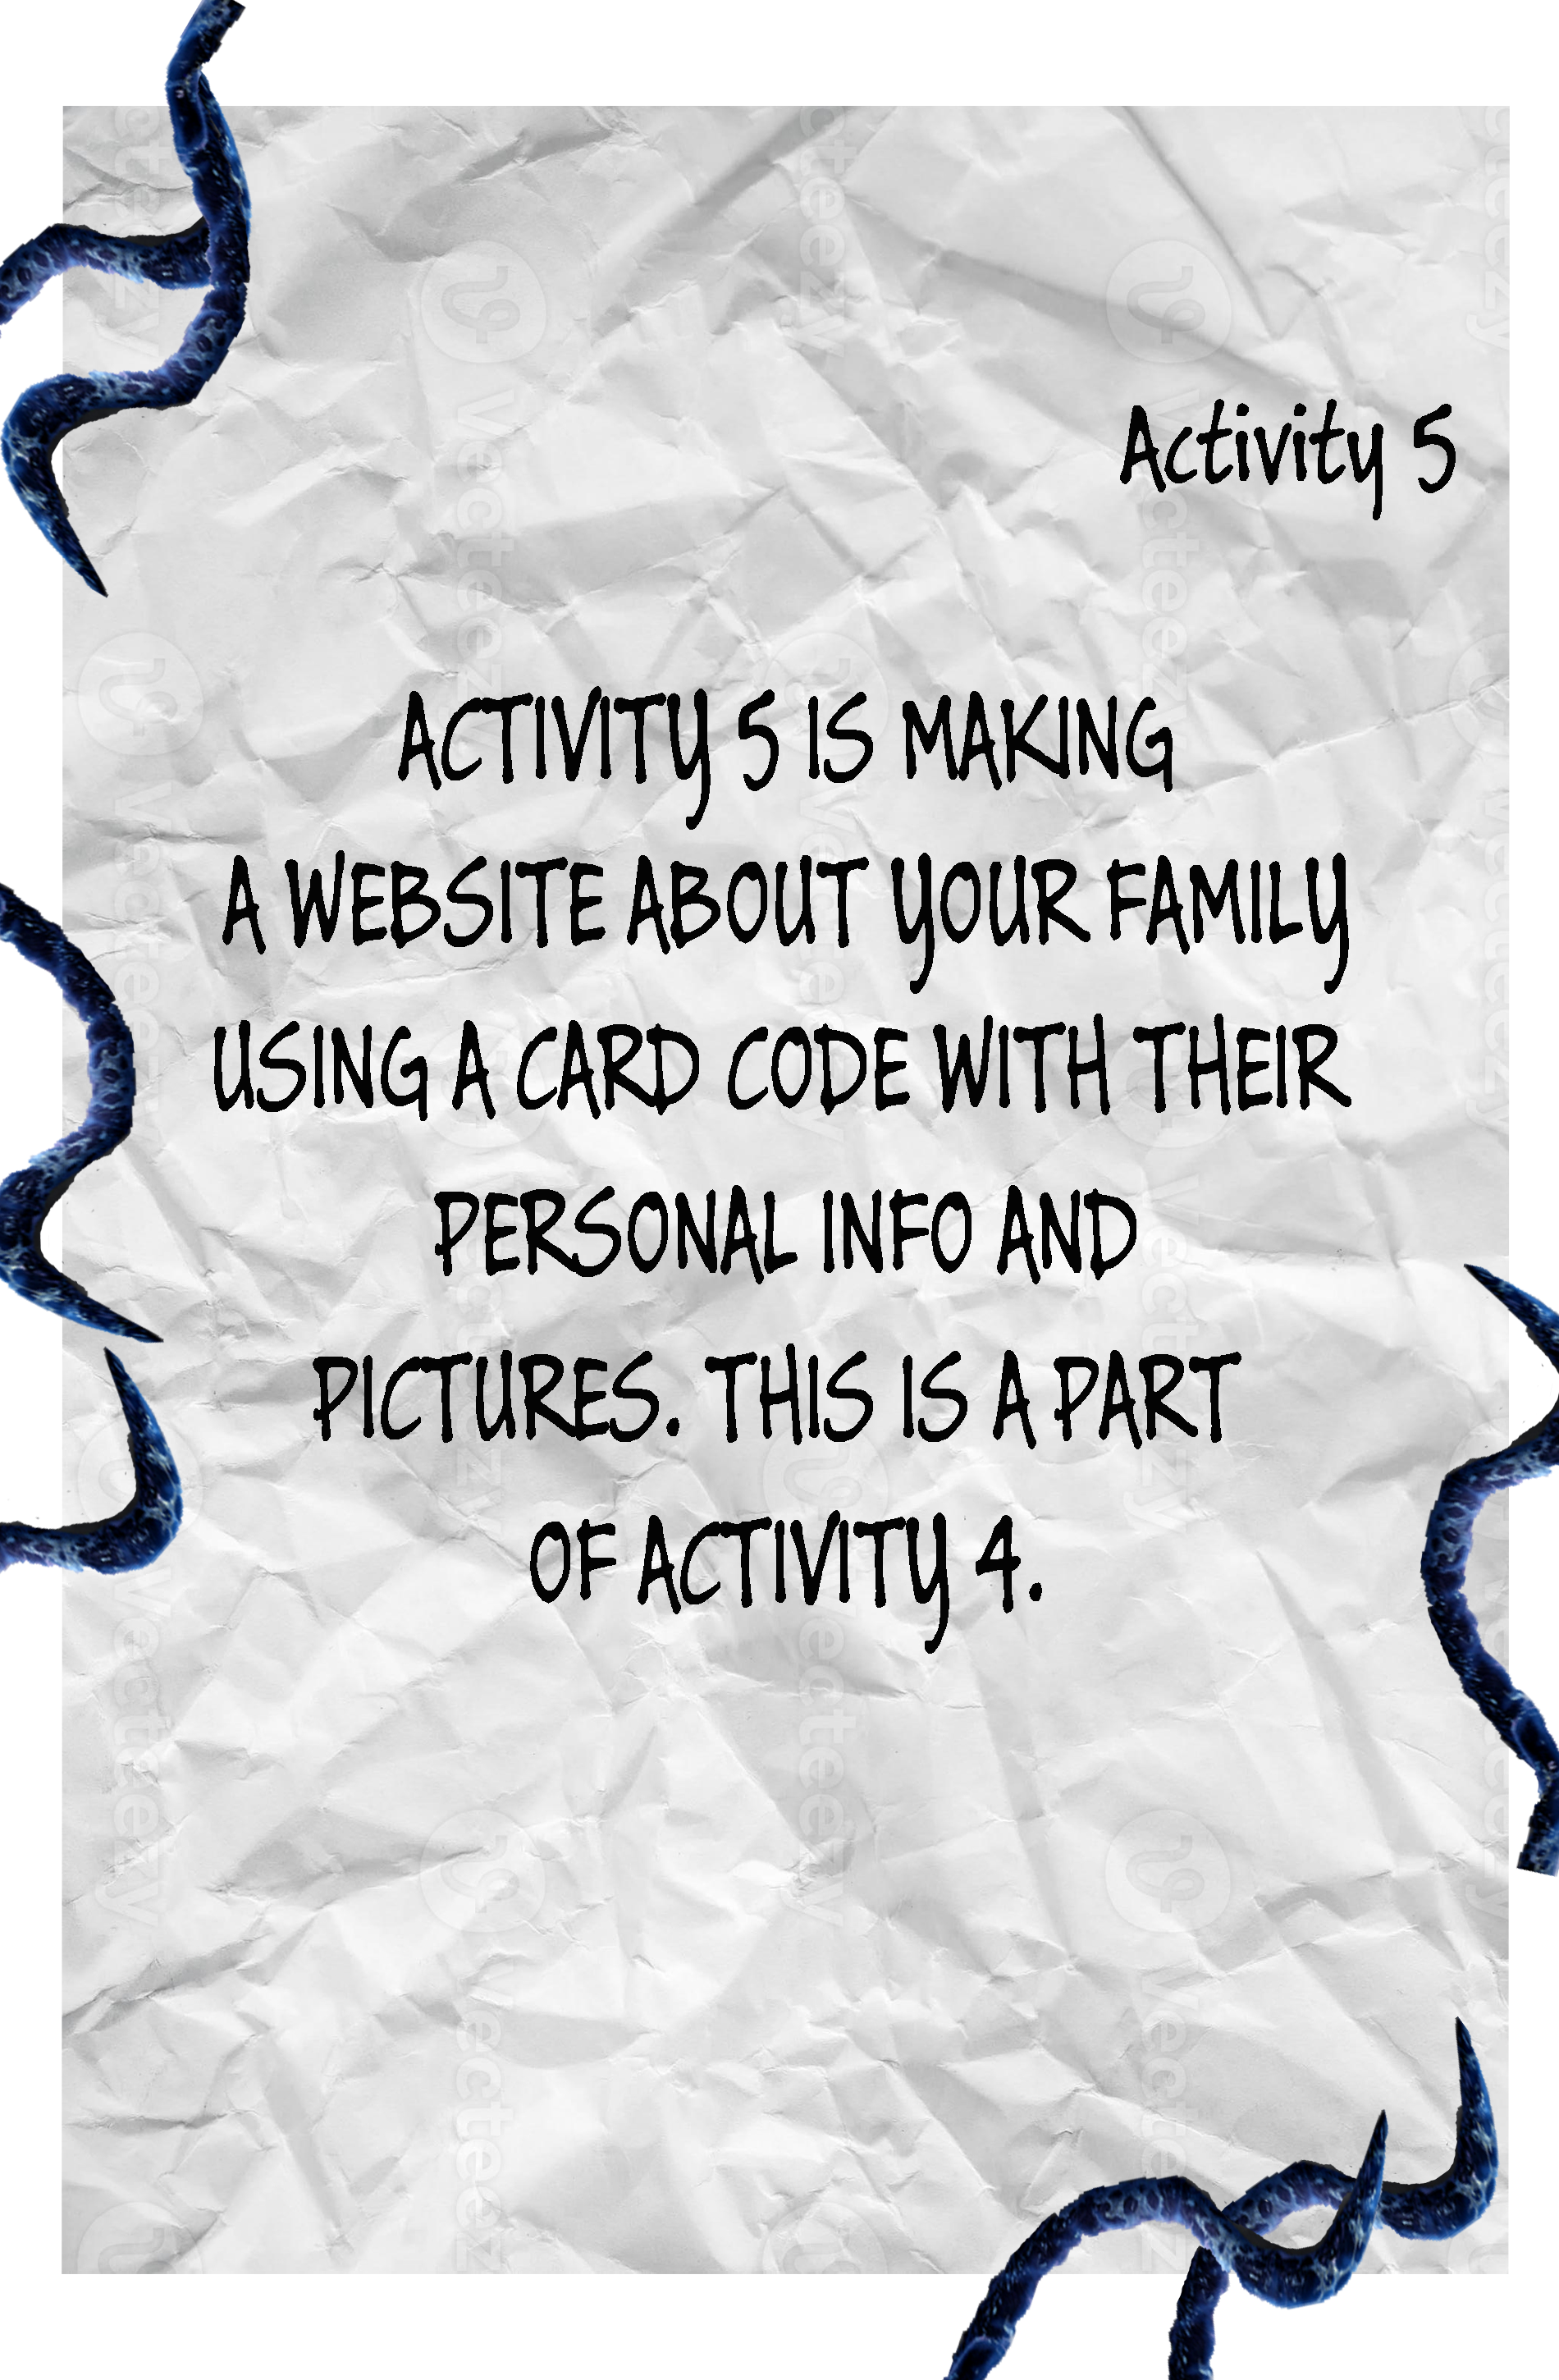 Activity 5
ACTIVITY 5 IS MAKING
A WEBSITE ABOUT YOUR FAMILY
USING A CARD CODE WITH THEIR
PERSONAL INFO AND
PICTURES. THIS IS A PART
OF ACTIVITY 4.